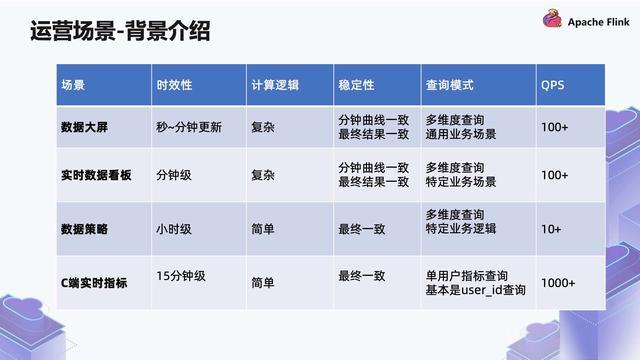 运营场景-背景介绍
Apache Flink
场景 时效性 计算逻辑 稳定性 查询模式 QPS
数据大屏 秒~分钟更新 复杂 分钟曲线一致 多维度查询 100+
最终结果一致 通用业务场景
实时数据看板 分钟级 复杂 分钟曲线一致 多维度查询 100+
最终结果一致 特定业务场景
数据策略 小时级 简单 最终一致 多维度查询 10+
特定业务逻辑
C端实时指标 15分钟级 简单 最终一致 单用户指标查询 1000+
基本是user_id查询